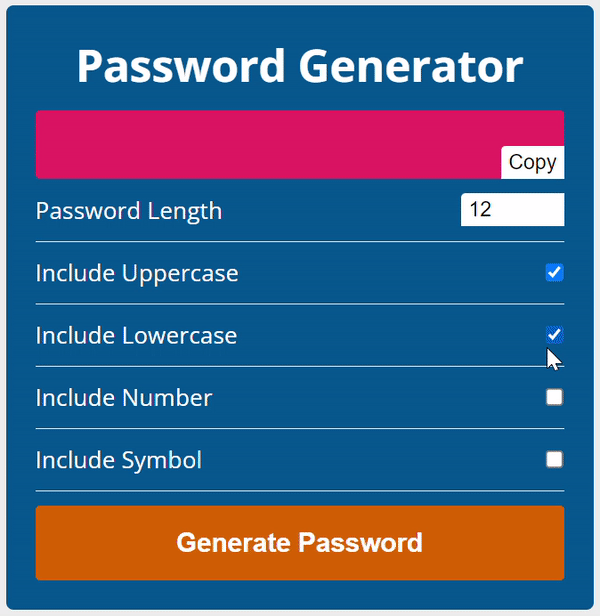 Password Generator
Copy
Password Length 12
Include Uppercase
Include Lowercase
Include Number
Include Symbol
Generate Password